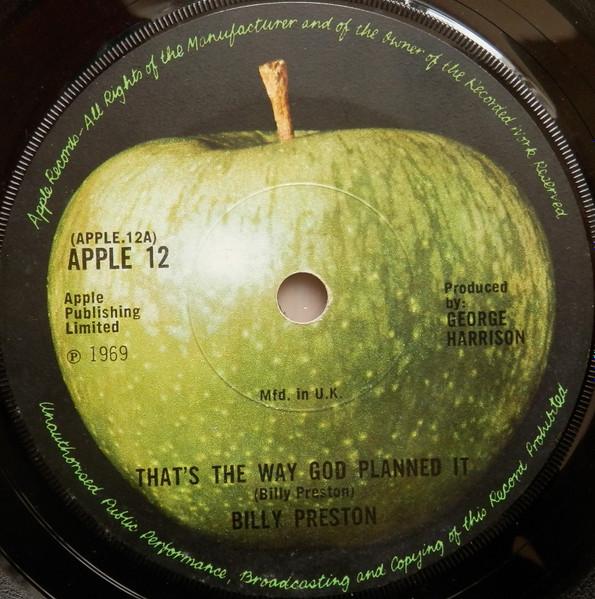 Apple Records-All Rights of the Manufacturer and of the Owner of the Recorded Work Reserved
(APPLE.12A)
APPLE 12
Apple
Publishing
Limited
℗ 1969
Produced
by:
GEORGE
HARRISON
Mfd. in U.K.
THAT'S THE WAY GOD PLANNED IT
(Billy Preston)
BILLY PRESTON
Unauthorised Public Performance, Broadcasting and Copying of this Record Prohibited